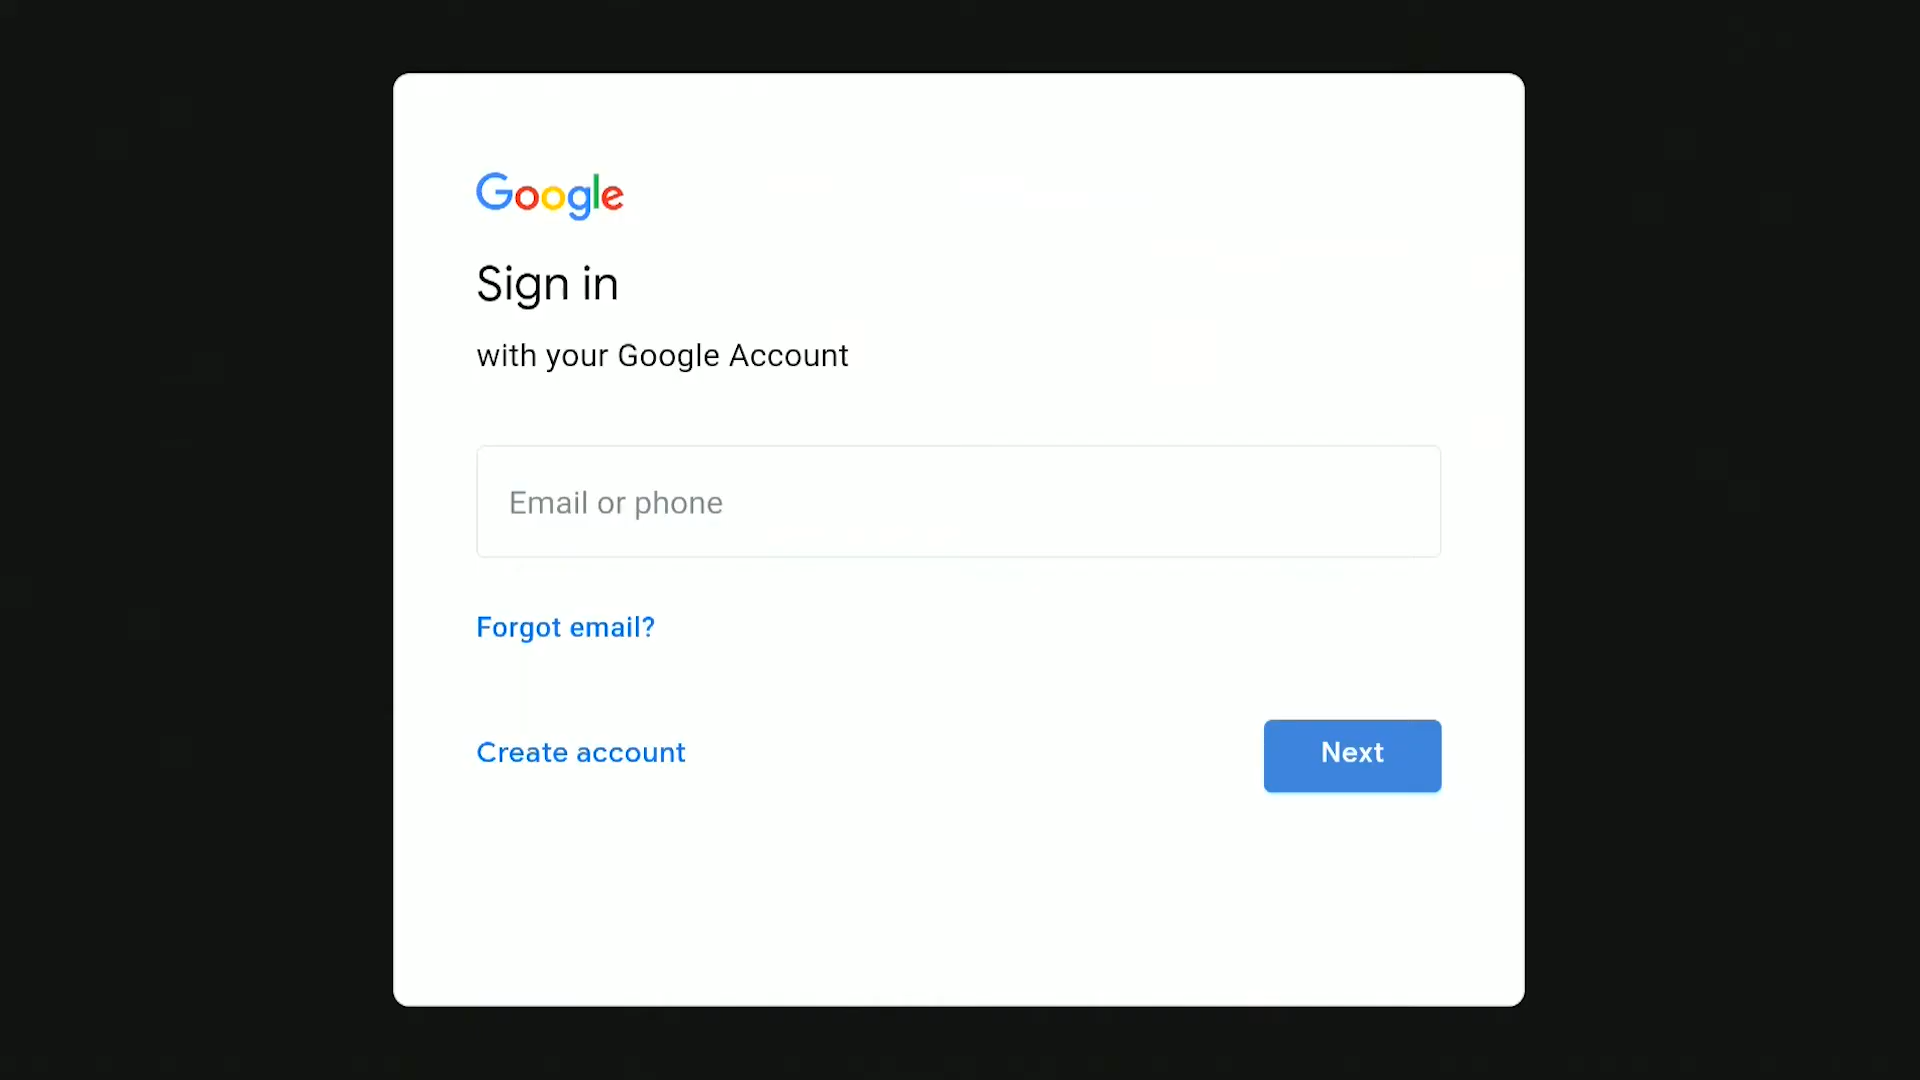 Google
Sign in
with your Google Account
Email or phone
Forgot email?
Create account
Next